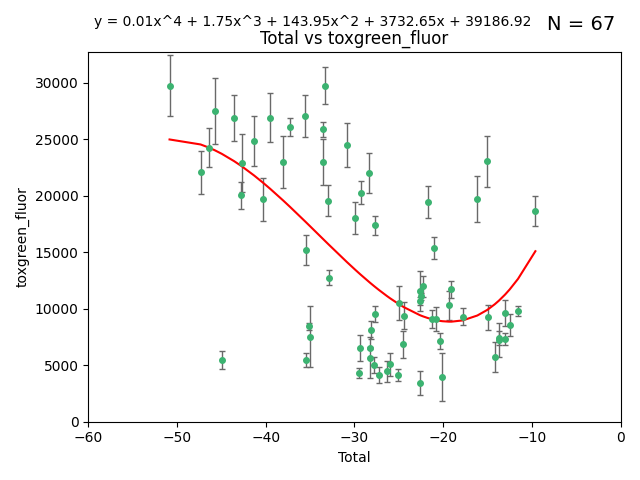 y = 0.01x^4 + 1.75x^3 + 143.95x^2 + 3732.65x + 39186.92 N = 67
Total vs toxgreen_fluor
30000
25000
20000
15000
10000
5000
0
toxgreen_fluor
−60 −50 −40 −30 −20 −10 0
Total